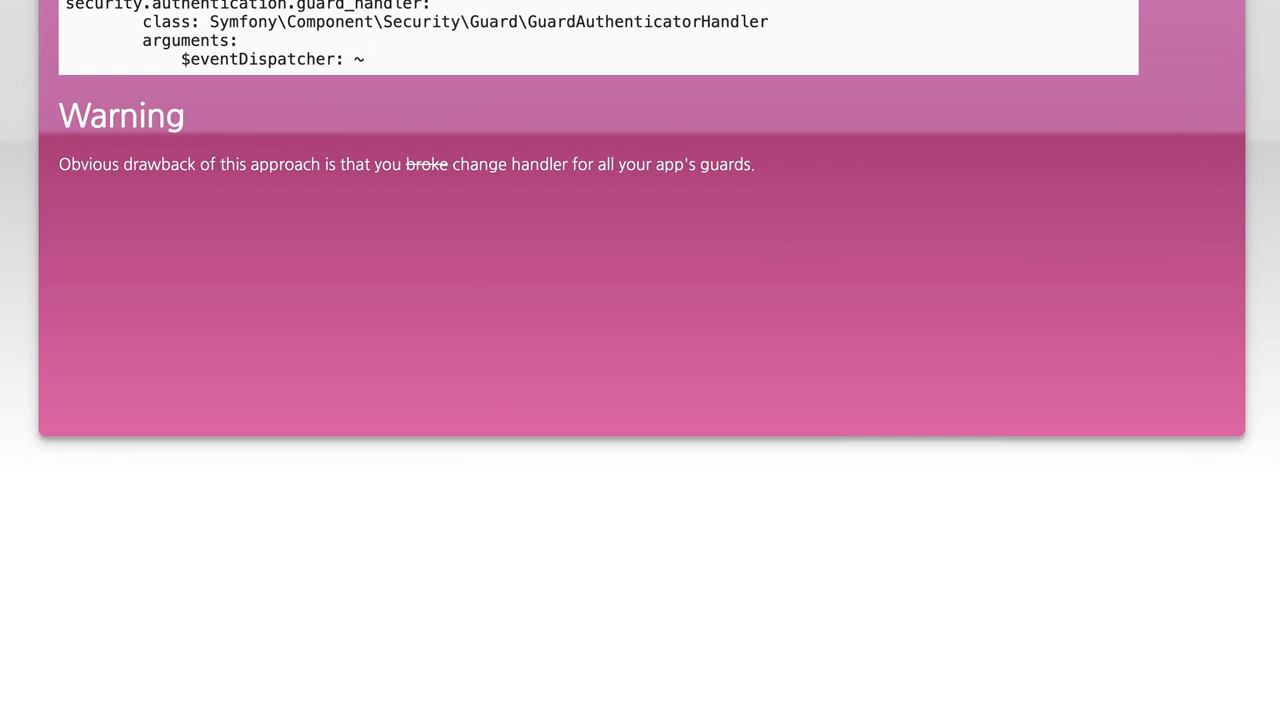 security.authentication.guard_handler:
class: Symfony\Component\Security\Guard\GuardAuthenticatorHandler
arguments:
$eventDispatcher: ~
Warning
Obvious drawback of this approach is that you broke change handler for all your app's guards.